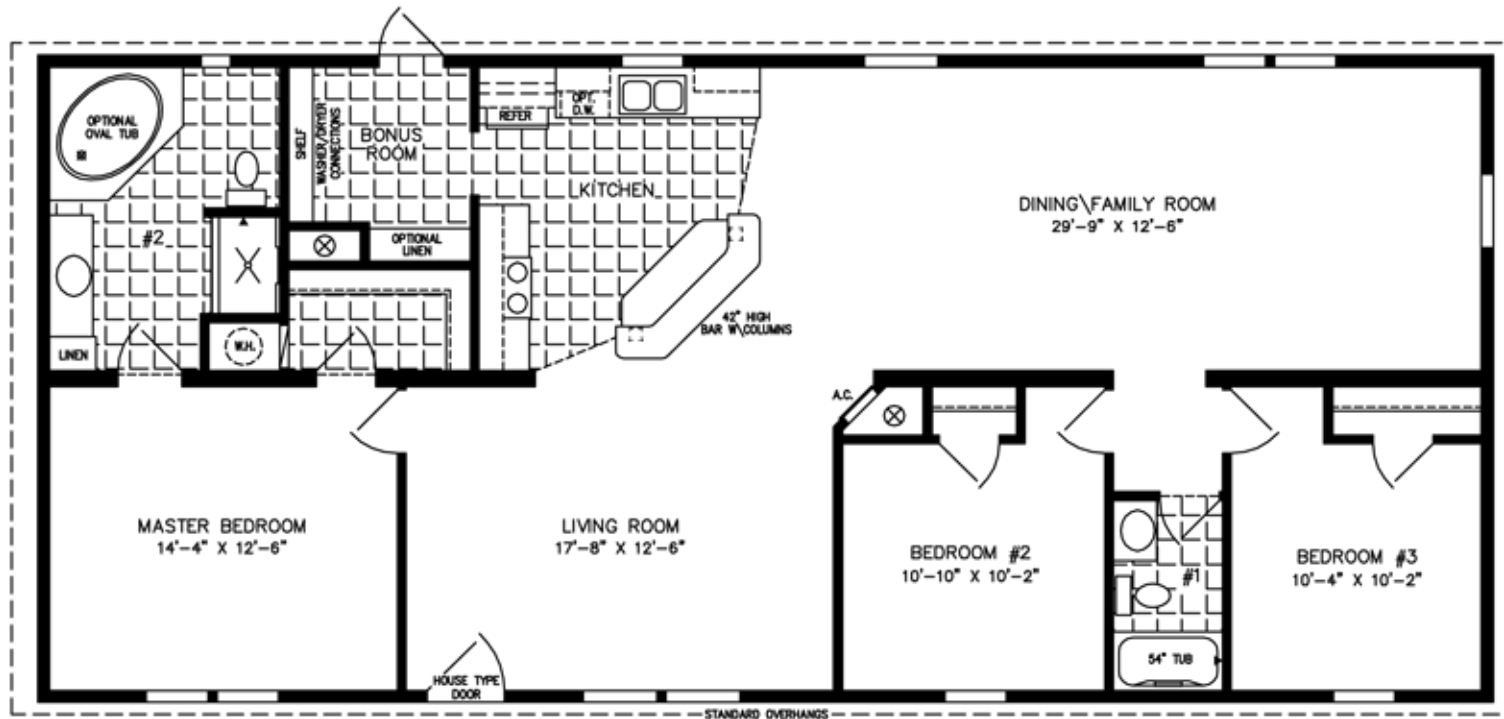 OPTIONAL
OVAL TUB
#2
LINEN
W.H.
SHELF
WASHER/DRYER
CONNECTIONS
BONUS
ROOM
OPTIONAL
LINEN
REFER
OPT.
D.W.
KITCHEN
42" HIGH
BAR W\COLUMNS
DINING\FAMILY ROOM
29'-9" X 12'-6"
MASTER BEDROOM
14'-4" X 12'-6"
LIVING ROOM
17'-8" X 12'-6"
HOUSE TYPE
DOOR
A.C.
BEDROOM #2
10'-10" X 10'-2"
#1
54" TUB
BEDROOM #3
10'-4" X 10'-2"
STANDARD OVERHANGS